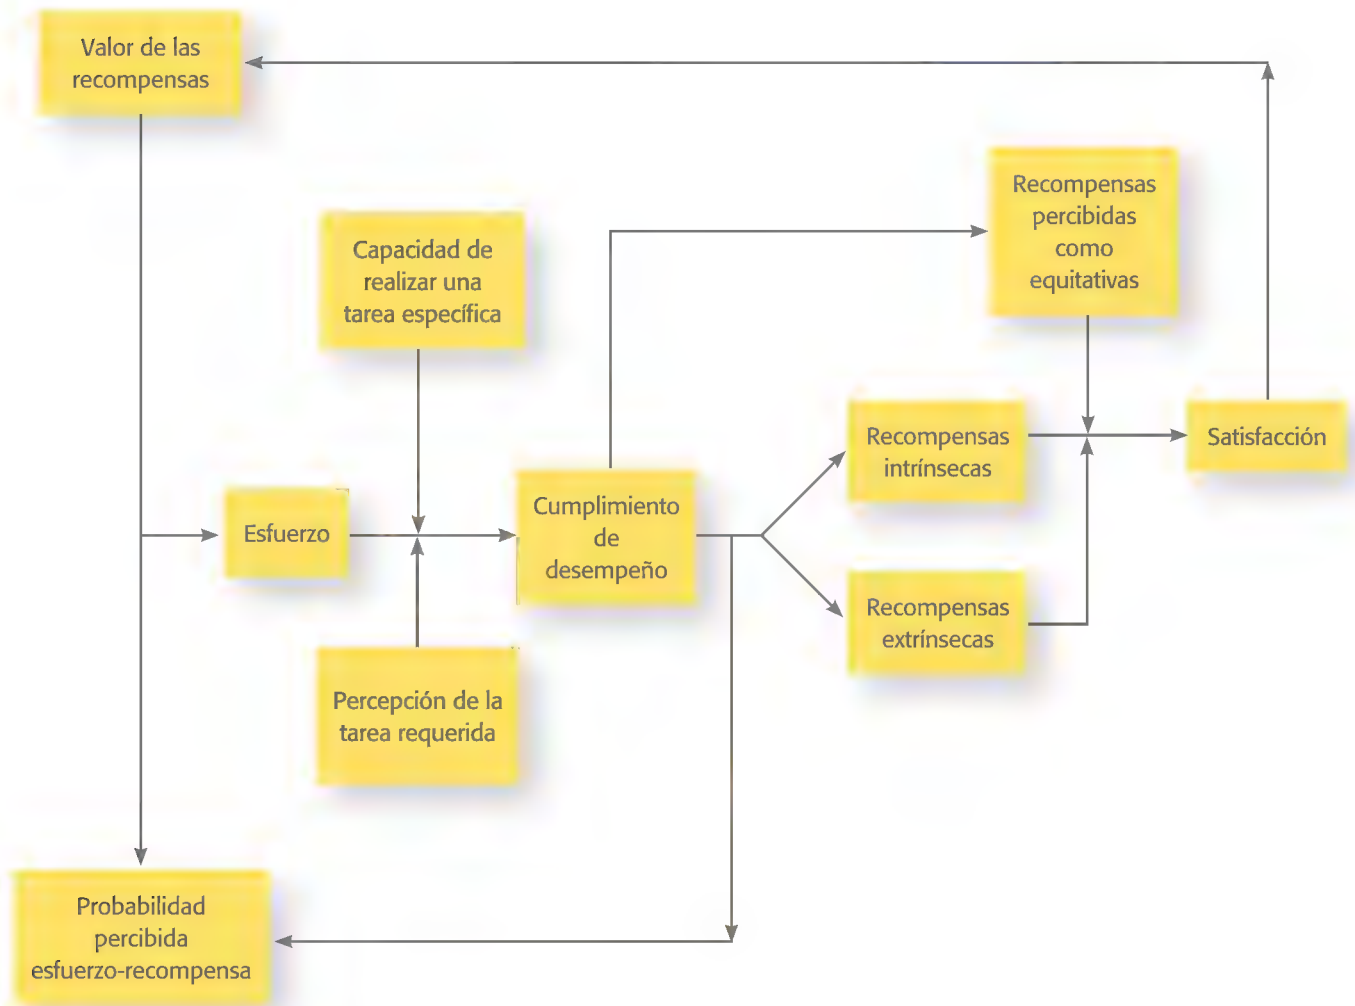 Valor de las
recompensas
Recompensas
percibidas
como
equitativas
Capacidad de
realizar una
tarea específica
Recompensas
intrínsecas
Satisfacción
Esfuerzo
Cumplimiento
de
desempeño
Recompensas
extrínsecas
Percepción de la
tarea requerida
Probabilidad
percibida
esfuerzo-recompensa